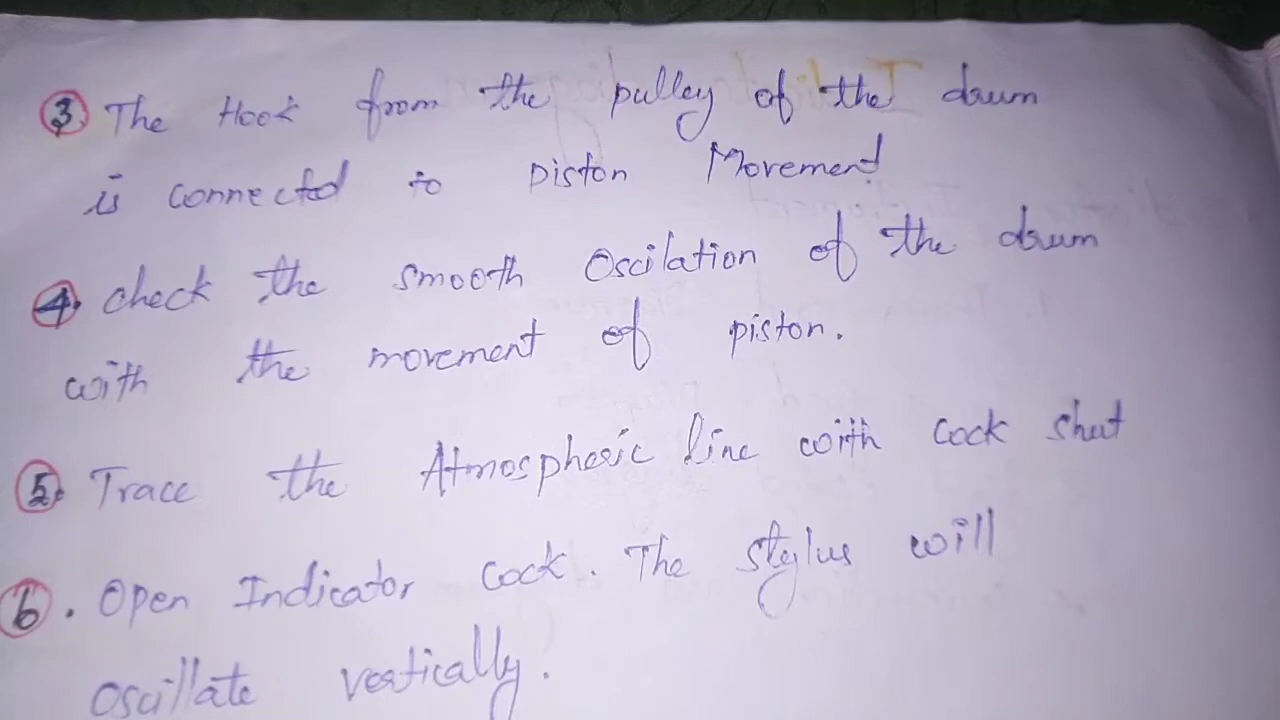 3. The Hook from the pulley of the drum
is connected to piston Movement
4. check the smooth Oscilation of the drum
with the movement of piston.
5. Trace the Atmospheric line with cock shut
6. Open Indicator cock. The stylus will
oscillate vertically.